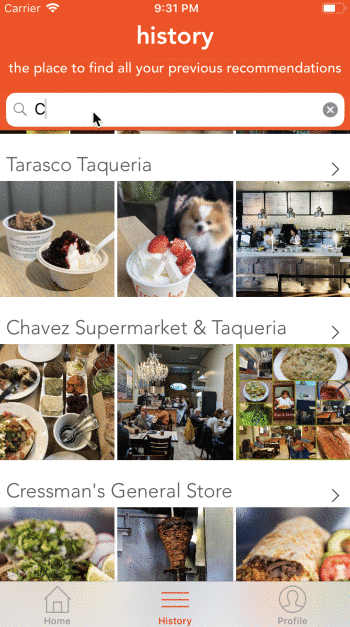 Carrier 9:31 PM
history
the place to find all your previous recommendations
C
Tarasco Taqueria
Chavez Supermarket & Taqueria
Cressman's General Store
Home History Profile